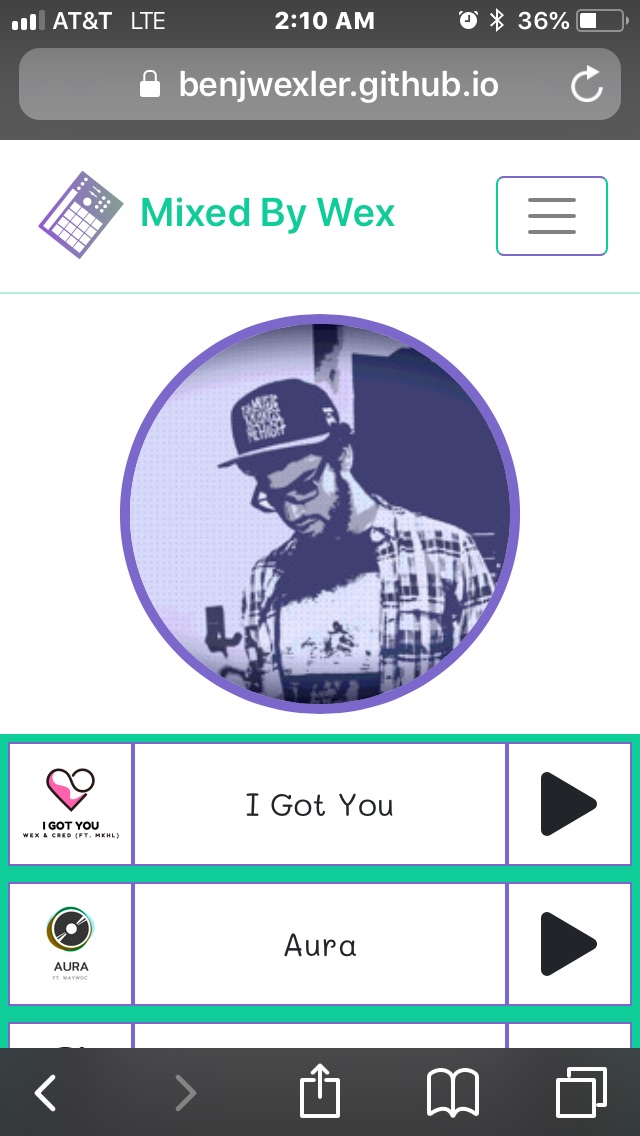 AT&T LTE 2:10 AM 36%
benjwexler.github.io
Mixed By Wex
I GOT YOU
WEX & CRED (FT. MKHL)
I Got You
AURA
FT. WAYWOC
Aura